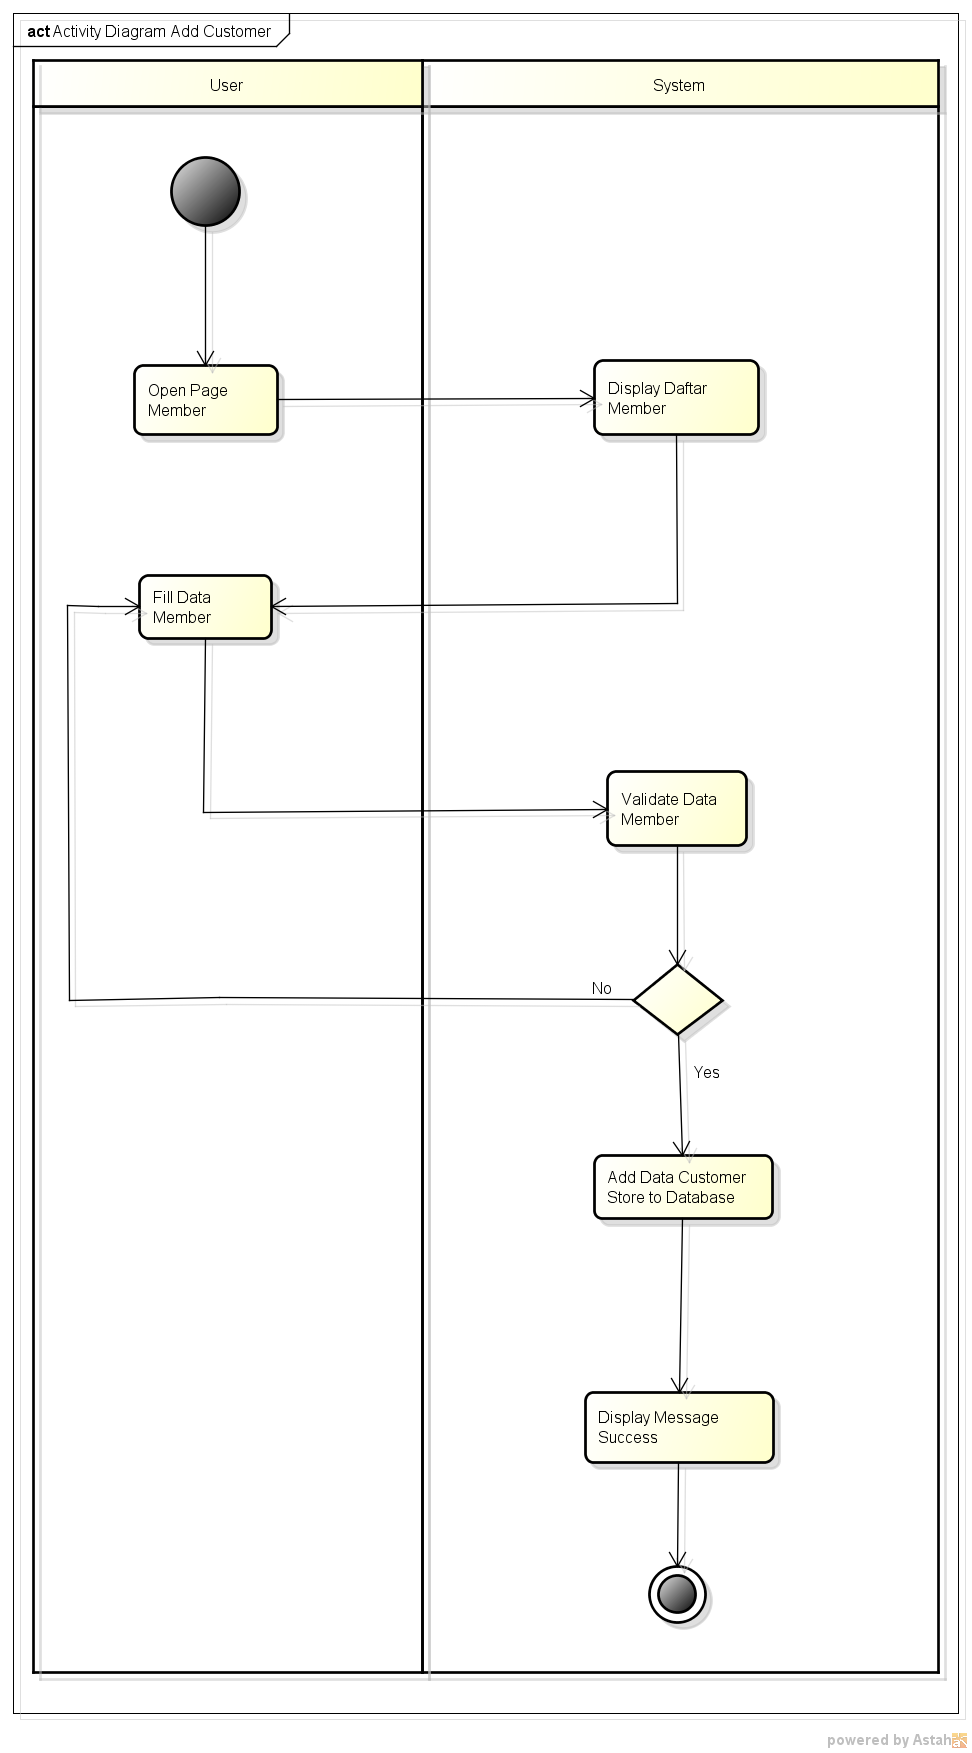 act Activity Diagram Add Customer
User
System
Open Page
Member
Display Daftar
Member
Fill Data
Member
Validate Data
Member
No
Yes
Add Data Customer
Store to Database
Display Message
Success
powered by Astah